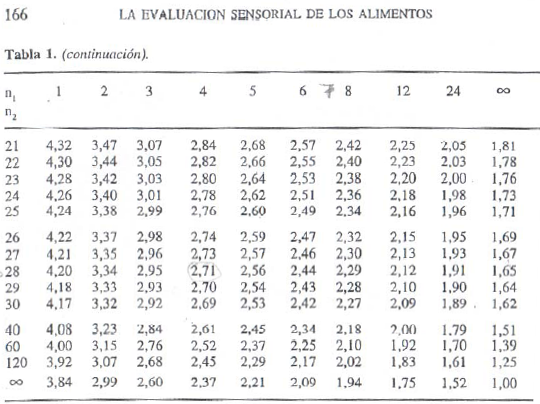 166 LA EVALUACION SENSORIAL DE LOS ALIMENTOS
Tabla 1. (continuación).
n₁ 1 2 3 4 5 6 7 8 12 24 ∞
n₂
21 4,32 3,47 3,07 2,84 2,68 2,57 2,42 2,25 2,05 1,81
22 4,30 3,44 3,05 2,82 2,66 2,55 2,40 2,23 2,03 1,78
23 4,28 3,42 3,03 2,80 2,64 2,53 2,38 2,20 2,00 1,76
24 4,26 3,40 3,01 2,78 2,62 2,51 2,36 2,18 1,98 1,73
25 4,24 3,38 2,99 2,76 2,60 2,49 2,34 2,16 1,96 1,71
26 4,22 3,37 2,98 2,74 2,59 2,47 2,32 2,15 1,95 1,69
27 4,21 3,35 2,96 2,73 2,57 2,46 2,30 2,13 1,93 1,67
28 4,20 3,34 2,95 2,71 2,56 2,44 2,29 2,12 1,91 1,65
29 4,18 3,33 2,93 2,70 2,54 2,43 2,28 2,10 1,90 1,64
30 4,17 3,32 2,92 2,69 2,53 2,42 2,27 2,09 1,89 1,62
40 4,08 3,23 2,84 2,61 2,45 2,34 2,18 2,00 1,79 1,51
60 4,00 3,15 2,76 2,52 2,37 2,25 2,10 1,92 1,70 1,39
120 3,92 3,07 2,68 2,45 2,29 2,17 2,02 1,83 1,61 1,25
∞ 3,84 2,99 2,60 2,37 2,21 2,09 1,94 1,75 1,52 1,00